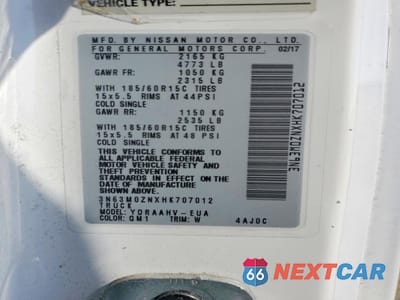 VEHICLE TYPE:
MFD. BY NISSAN MOTOR CO., LTD.
FOR GENERAL MOTORS CORP. 02/17
GVWR: 2165 KG
4773 LB
GAWR FR: 1050 KG
2315 LB
WITH 185/60R15C TIRES
15x5.5 RIMS AT 44PSI
COLD SINGLE
GAWR RR: 1150 KG
2535 LB
WITH 185/60R15C TIRES
15x5.5 RIMS AT 48 PSI
COLD SINGLE
THIS VEHICLE CONFORMS TO
ALL APPLICABLE FEDERAL
MOTOR VEHICLE SAFETY AND
THEFT PREVENTION
STANDARDS IN EFFECT ON THE
DATE OF MANUFACTURE
SHOWN ABOVE.
3N63M0ZNXHK707012
TRUCK
MODEL: YDRAAHV-EUA
COLOR: QM1 TRIM: W 4AJ0C
3N63M0ZNXHK707012
66 NEXTCAR